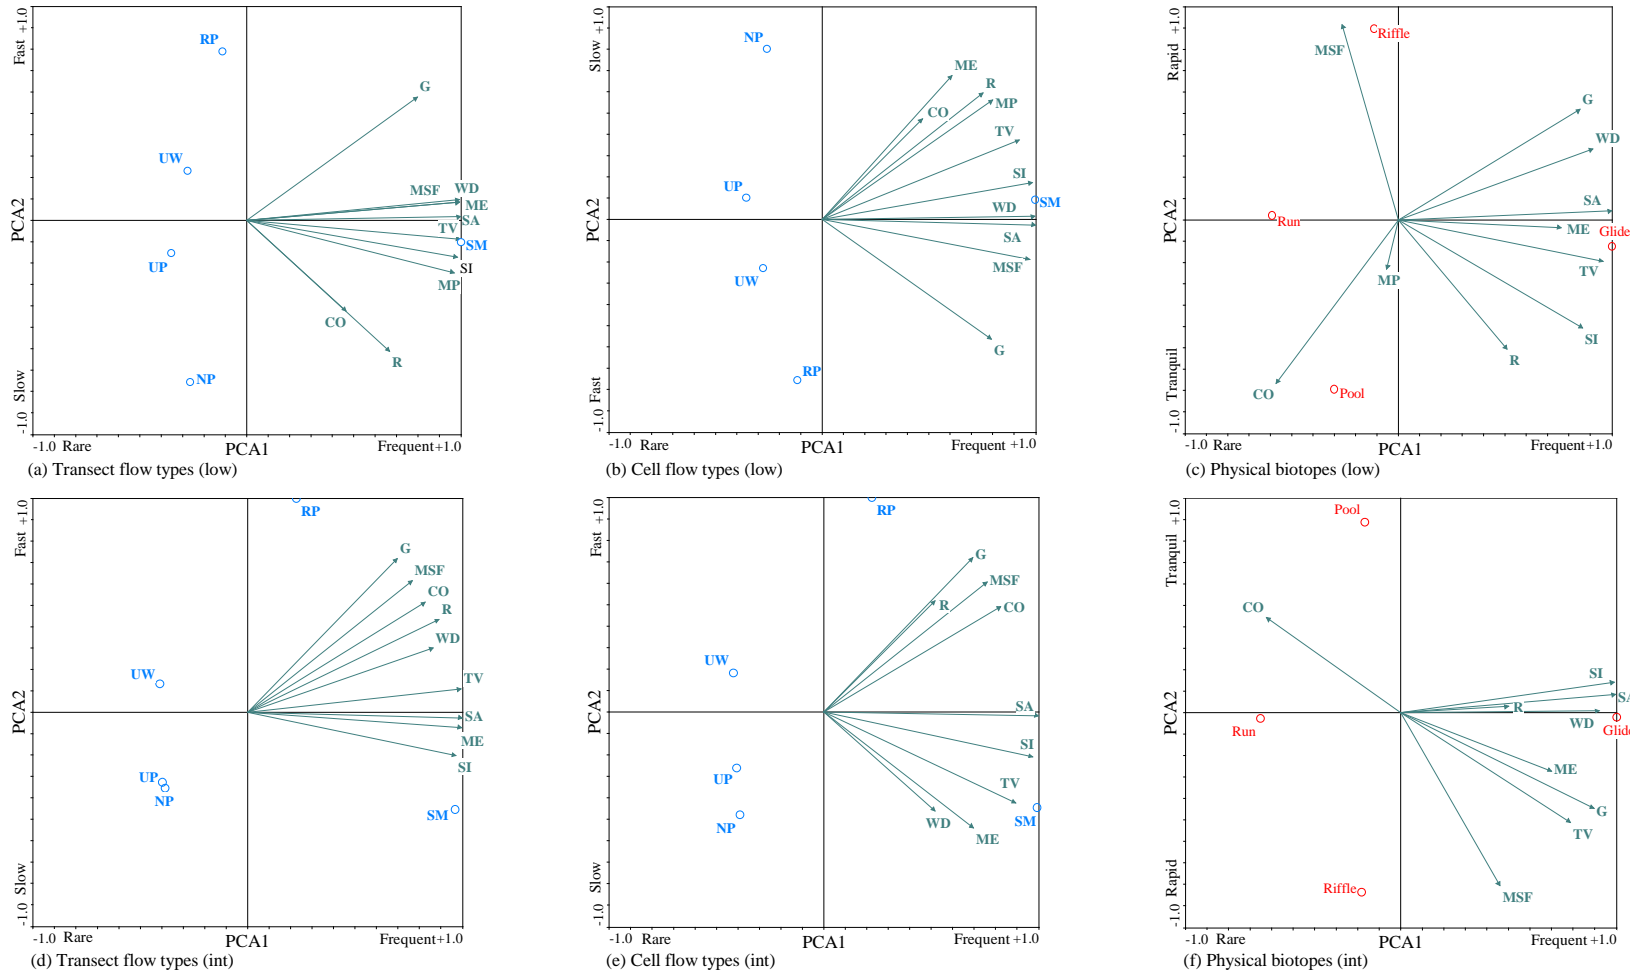 Fast +1.0
RP
G
UW
MSF
WD
ME
SA
TV
SM
PCA2
UP
SI
MP
CO
R
NP
-1.0 Slow
-1.0 Rare
PCA1
Frequent+1.0
(a) Transect flow types (low)
Slow +1.0
NP
ME
R
MP
CO
TV
SI
UP
WD
SM
PCA2
SA
UW
MSF
G
RP
-1.0 Fast
-1.0 Rare
PCA1
Frequent +1.0
(b) Cell flow types (low)
Rapid +1.0
Riffle
MSF
G
WD
SA
PCA2
Run
ME
Glide
TV
MP
SI
R
CO
Pool
-1.0 Tranquil
-1.0 Rare
PCA1
Frequent +1.0
(c) Physical biotopes (low)
Fast +1.0
RP
G
MSF
CO
R
WD
UW
TV
PCA2
SA
ME
SI
UP
NP
SM
-1.0 Slow
-1.0 Rare
PCA1
Frequent+1.0
(d) Transect flow types (int)
Fast +1.0
RP
G
MSF
R
CO
UW
SA
PCA2
SI
UP
TV
WD
SM
NP
ME
-1.0 Slow
-1.0 Rare
PCA1
Frequent +1.0
(e) Cell flow types (int)
Tranquil +1.0
Pool
CO
SI
SA
R
WD
PCA2
Run
Glide
ME
G
TV
Riffle
MSF
-1.0 Rapid
-1.0 Rare
PCA1
Frequent +1.0
(f) Physical biotopes (int)